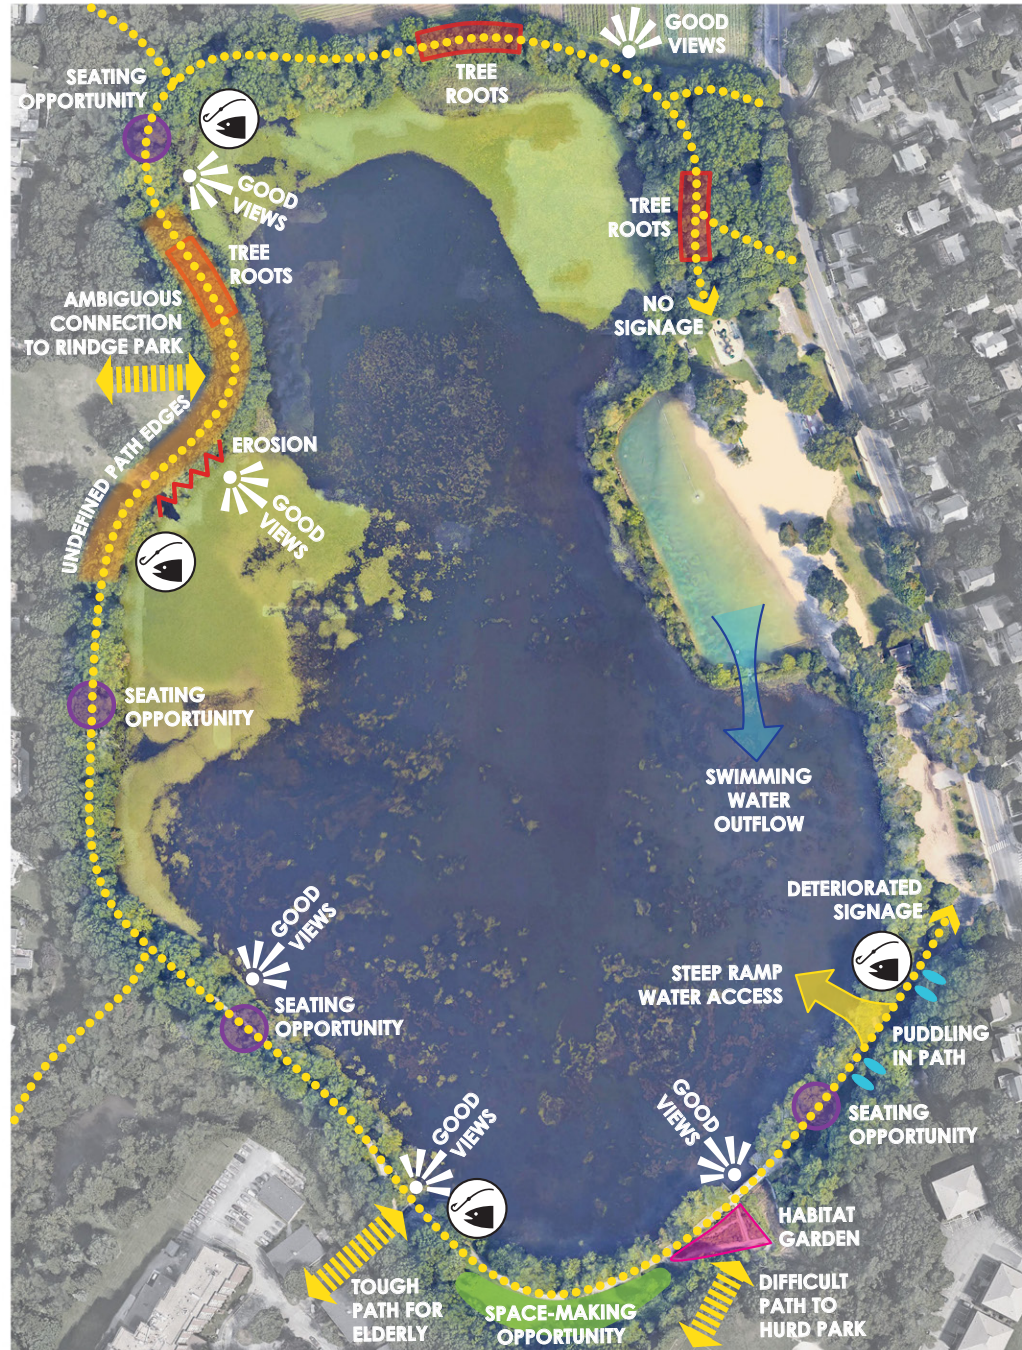 GOOD
VIEWS
SEATING
OPPORTUNITY
TREE
ROOTS
GOOD
VIEWS
TREE
ROOTS
TREE
ROOTS
AMBIGUOUS
CONNECTION
TO RINDGE PARK
NO
SIGNAGE
UNDEFINED PATH EDGES
EROSION
GOOD
VIEWS
SEATING
OPPORTUNITY
SWIMMING
WATER
OUTFLOW
DETERIORATED
SIGNAGE
GOOD
VIEWS
STEEP RAMP
WATER ACCESS
SEATING
OPPORTUNITY
PUDDLING
IN PATH
GOOD
VIEWS
GOOD
VIEWS
SEATING
OPPORTUNITY
HABITAT
GARDEN
TOUGH
PATH FOR
ELDERLY
SPACE-MAKING
OPPORTUNITY
DIFFICULT
PATH TO
HURD PARK